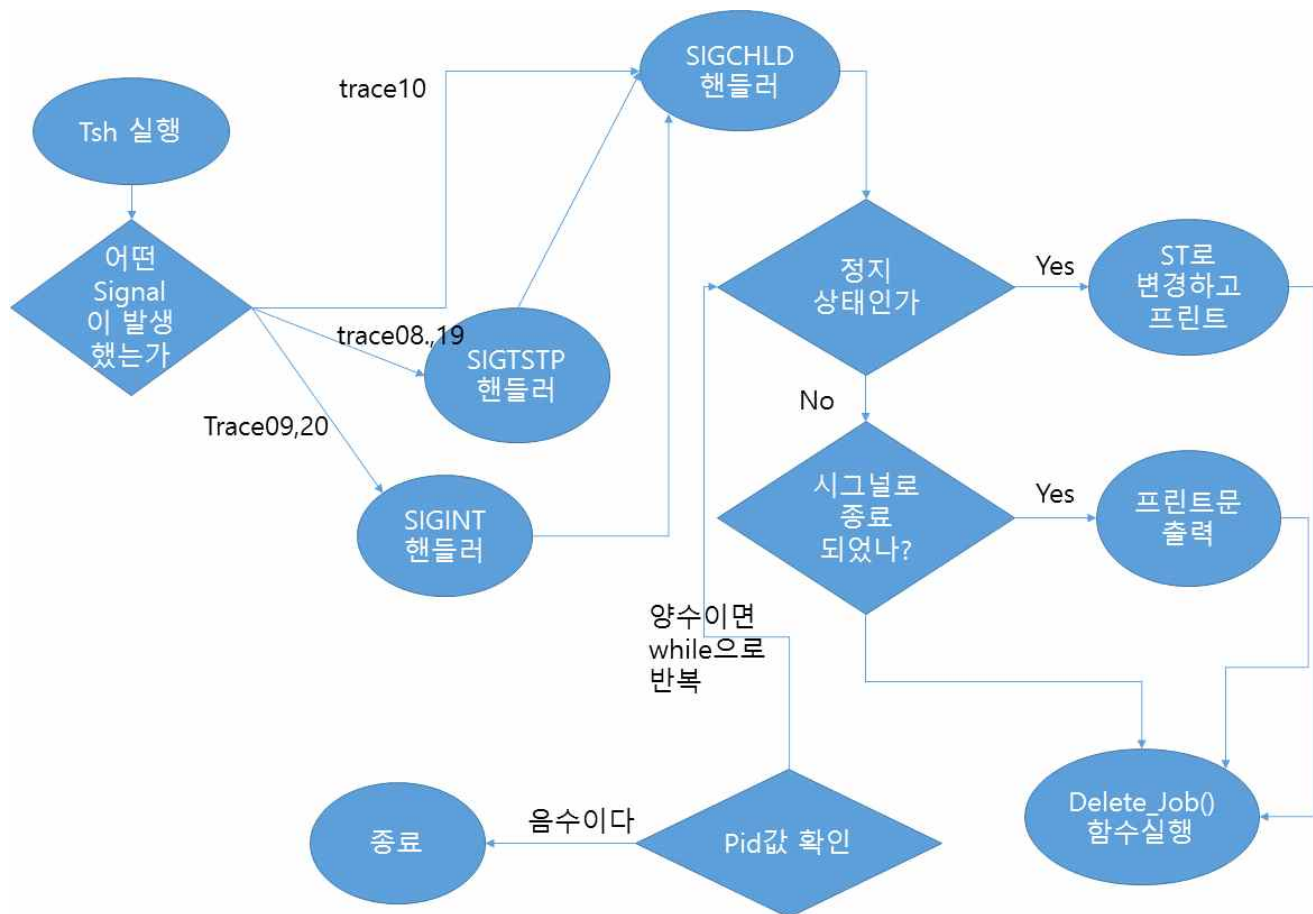 SIGCHLD
핸들러
trace10
Tsh 실행
어떤
Signal
이 발생
했는가
정지
상태인가
Yes
ST로
변경하고
프린트
trace08.,19
SIGTSTP
핸들러
No
Trace09,20
시그널로
종료
되었나?
Yes
프린트문
출력
SIGINT
핸들러
양수이면
while으로
반복
Delete_Job()
함수실행
음수이다
종료
Pid값 확인